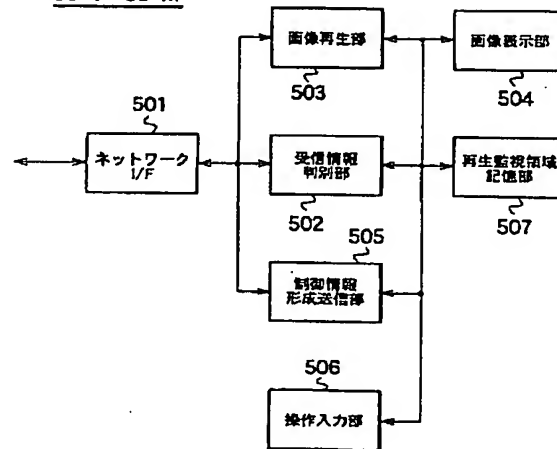 画像再生部
503
画像表示部
504
501
ネットワーク
I/F
受信情報
判別部
502
再生監視領域
記憶部
507
505
制御情報
形成送信部
506
操作入力部